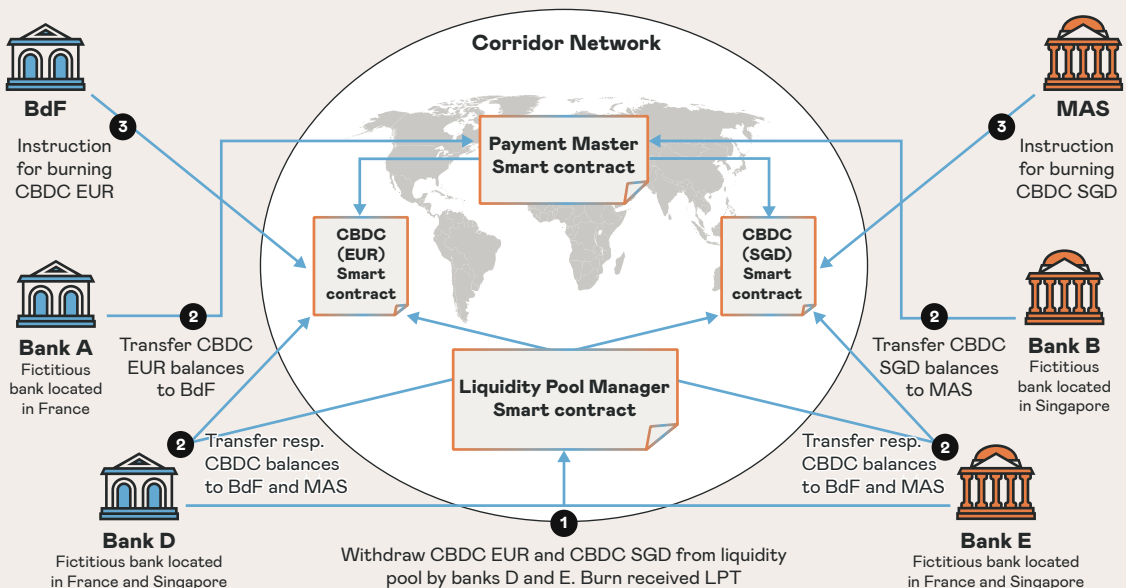 Corridor Network
BdF
3
Instruction
for burning
CBDC EUR
MAS
3
Instruction
for burning
CBDC SGD
Payment Master
Smart contract
CBDC
(EUR)
Smart
contract
CBDC
(SGD)
Smart
contract
Bank A
Fictitious
bank located
in France
2
Transfer CBDC
EUR balances
to BdF
2
Transfer CBDC
SGD balances
to MAS
Bank B
Fictitious
bank located
in Singapore
Liquidity Pool Manager
Smart contract
2
Transfer resp.
CBDC balances
to BdF and MAS
Transfer resp.
CBDC balances
to BdF and MAS
2
Bank D
Fictitious bank located
in France and Singapore
1
Withdraw CBDC EUR and CBDC SGD from liquidity
pool by banks D and E. Burn received LPT
Bank E
Fictitious bank located
in France and Singapore